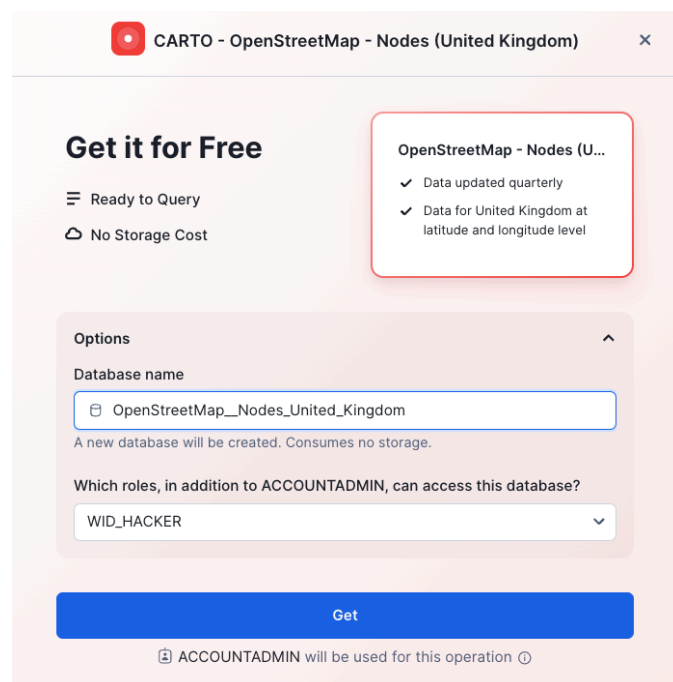 CARTO - OpenStreetMap - Nodes (United Kingdom)
Get it for Free
Ready to Query
No Storage Cost
OpenStreetMap - Nodes (U...
Data updated quarterly
Data for United Kingdom at
latitude and longitude level
Options
Database name
OpenStreetMap__Nodes_United_Kingdom
A new database will be created. Consumes no storage.
Which roles, in addition to ACCOUNTADMIN, can access this database?
WID_HACKER
Get
ACCOUNTADMIN will be used for this operation